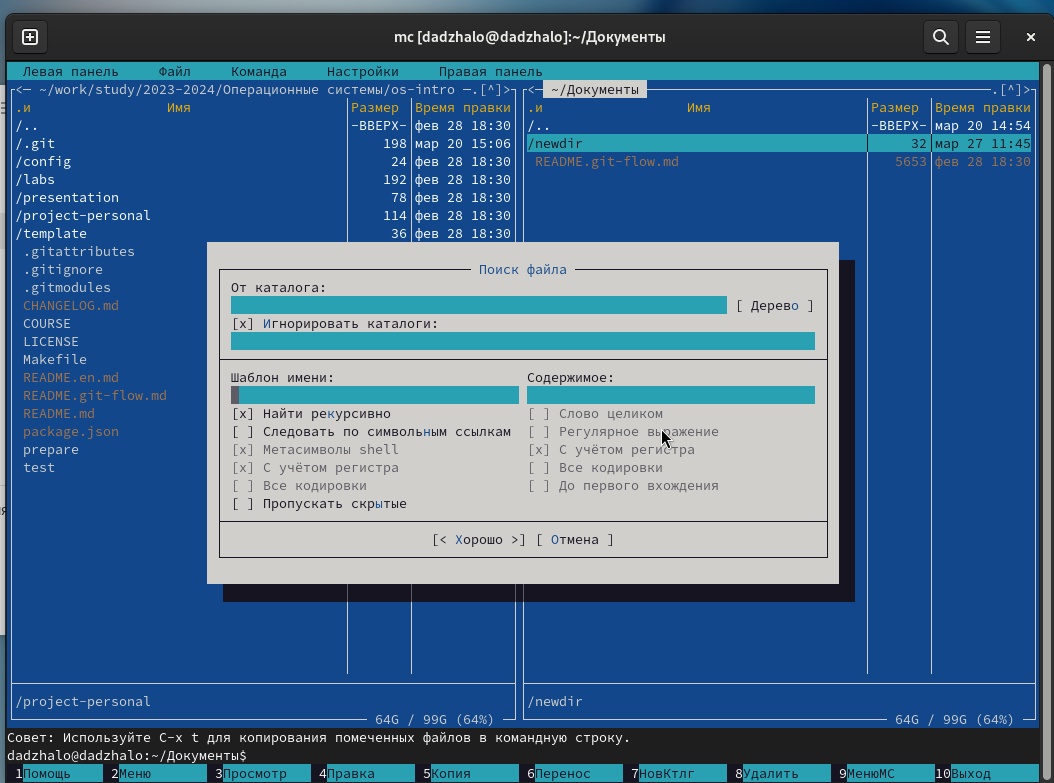 mc [dadzhalo@dadzhalo]:~/Документы
Левая панель Файл Команда Настройки Правая панель
<— ~/work/study/2023-2024/Операционные системы/os-intro —.[^]>
.и Имя Размер Время правки
/.. -ВВЕРХ- фев 28 18:30
/.git 198 мар 20 15:06
/config 24 фев 28 18:30
/labs 192 фев 28 18:30
/presentation 78 фев 28 18:30
/project-personal 114 фев 28 18:30
/template 36 фев 28 18:30
.gitattributes
.gitignore
.gitmodules
CHANGELOG.md
COURSE
LICENSE
Makefile
README.en.md
README.git-flow.md
README.md
package.json
prepare
test
/project-personal
64G / 99G (64%)
<— ~/Документы .[^]>
.и Имя Размер Время правки
/.. -ВВЕРХ- мар 20 14:54
/newdir 32 мар 27 11:45
README.git-flow.md 5653 фев 28 18:30
/newdir
64G / 99G (64%)
Поиск файла
От каталога:
[ Дерево ]
[x] Игнорировать каталоги:
Шаблон имени:
[x] Найти рекурсивно
[ ] Следовать по символьным ссылкам
[x] Метасимволы shell
[x] С учётом регистра
[ ] Все кодировки
[ ] Пропускать скрытые
Содержимое:
[ ] Слово целиком
[ ] Регулярное выражение
[x] С учётом регистра
[ ] Все кодировки
[ ] До первого вхождения
[< Хорошо >] [ Отмена ]
Совет: Используйте C-x t для копирования помеченных файлов в командную строку.
dadzhalo@dadzhalo:~/Документы$
1Помощь 2Меню 3Просмотр 4Правка 5Копия 6Перенос 7НовКтлг 8Удалить 9МенюMC 10Выход